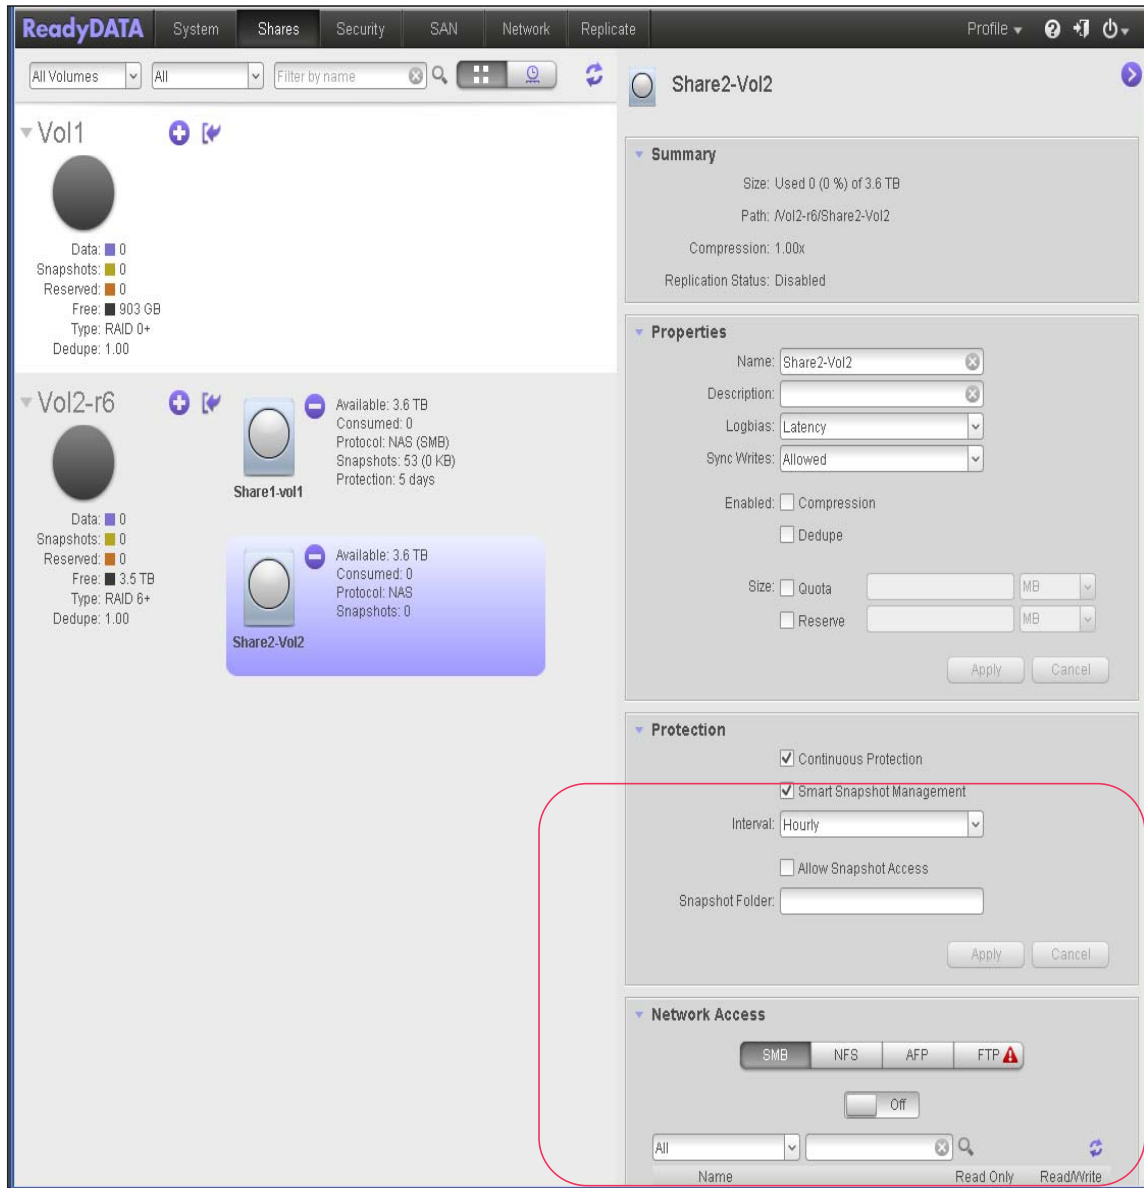 ReadyDATA System Shares Security SAN Network Replicate Profile
All Volumes All Filter by name
Vol1
Data: 0
Snapshots: 0
Reserved: 0
Free: 903 GB
Type: RAID 0+
Dedupe: 1.00
Vol2-r6
Data: 0
Snapshots: 0
Reserved: 0
Free: 3.5 TB
Type: RAID 6+
Dedupe: 1.00
Share1-vol1
Available: 3.6 TB
Consumed: 0
Protocol: NAS (SMB)
Snapshots: 53 (0 KB)
Protection: 5 days
Share2-Vol2
Available: 3.6 TB
Consumed: 0
Protocol: NAS
Snapshots: 0
Share2-Vol2
Summary
Size: Used 0 (0 %) of 3.6 TB
Path: /Vol2-r6/Share2-Vol2
Compression: 1.00x
Replication Status: Disabled
Properties
Name: Share2-Vol2
Description:
Logbias: Latency
Sync Writes: Allowed
Enabled: Compression
Dedupe
Size: Quota MB
Reserve MB
Apply Cancel
Protection
Continuous Protection
Smart Snapshot Management
Interval: Hourly
Allow Snapshot Access
Snapshot Folder:
Apply Cancel
Network Access
SMB NFS AFP FTP
Off
All
Name Read Only Read/Write